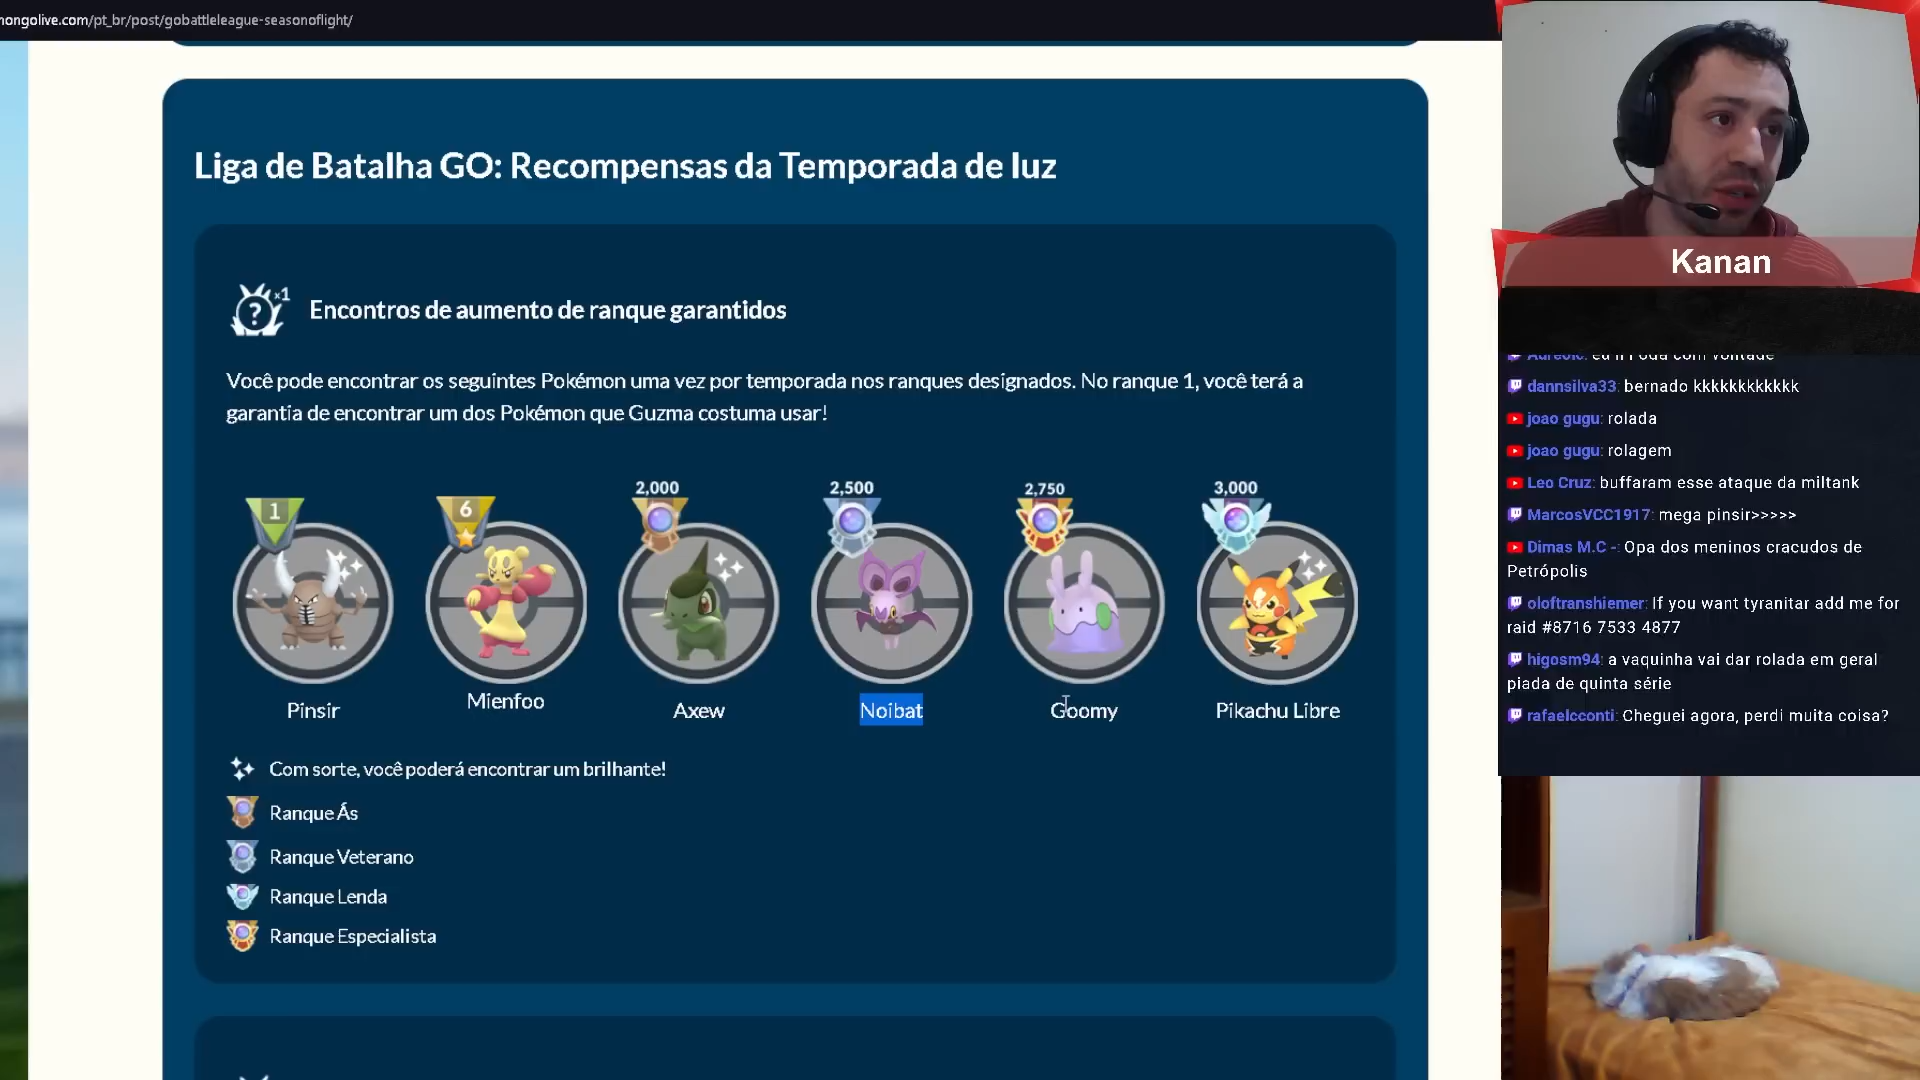 nongolive.com/pt_br/post/gobattleleague-seasonoflight/
Liga de Batalha GO: Recompensas da Temporada de luz
x1
?
Encontros de aumento de ranque garantidos
Você pode encontrar os seguintes Pokémon uma vez por temporada nos ranques designados. No ranque 1, você terá a
garantia de encontrar um dos Pokémon que Guzma costuma usar!
1
6
2,000
2,500
2,750
3,000
Pinsir
Mienfoo
Axew
Noibat
Goomy
Pikachu Libre
Com sorte, você poderá encontrar um brilhante!
Ranque Ás
Ranque Veterano
Ranque Lenda
Ranque Especialista
Kanan
dannsilva33: bernado kkkkkkkkkkkk
joao gugu: rolada
joao gugu: rolagem
Leo Cruz: buffaram esse ataque da miltank
MarcosVCC1917: mega pinsir>>>>>
Dimas M.C -: Opa dos meninos cracudos de
Petrópolis
oloftranshiemer: If you want tyranitar add me for
raid #8716 7533 4877
higosm94: a vaquinha vai dar rolada em geral
piada de quinta série
rafaelcconti: Cheguei agora, perdi muita coisa?